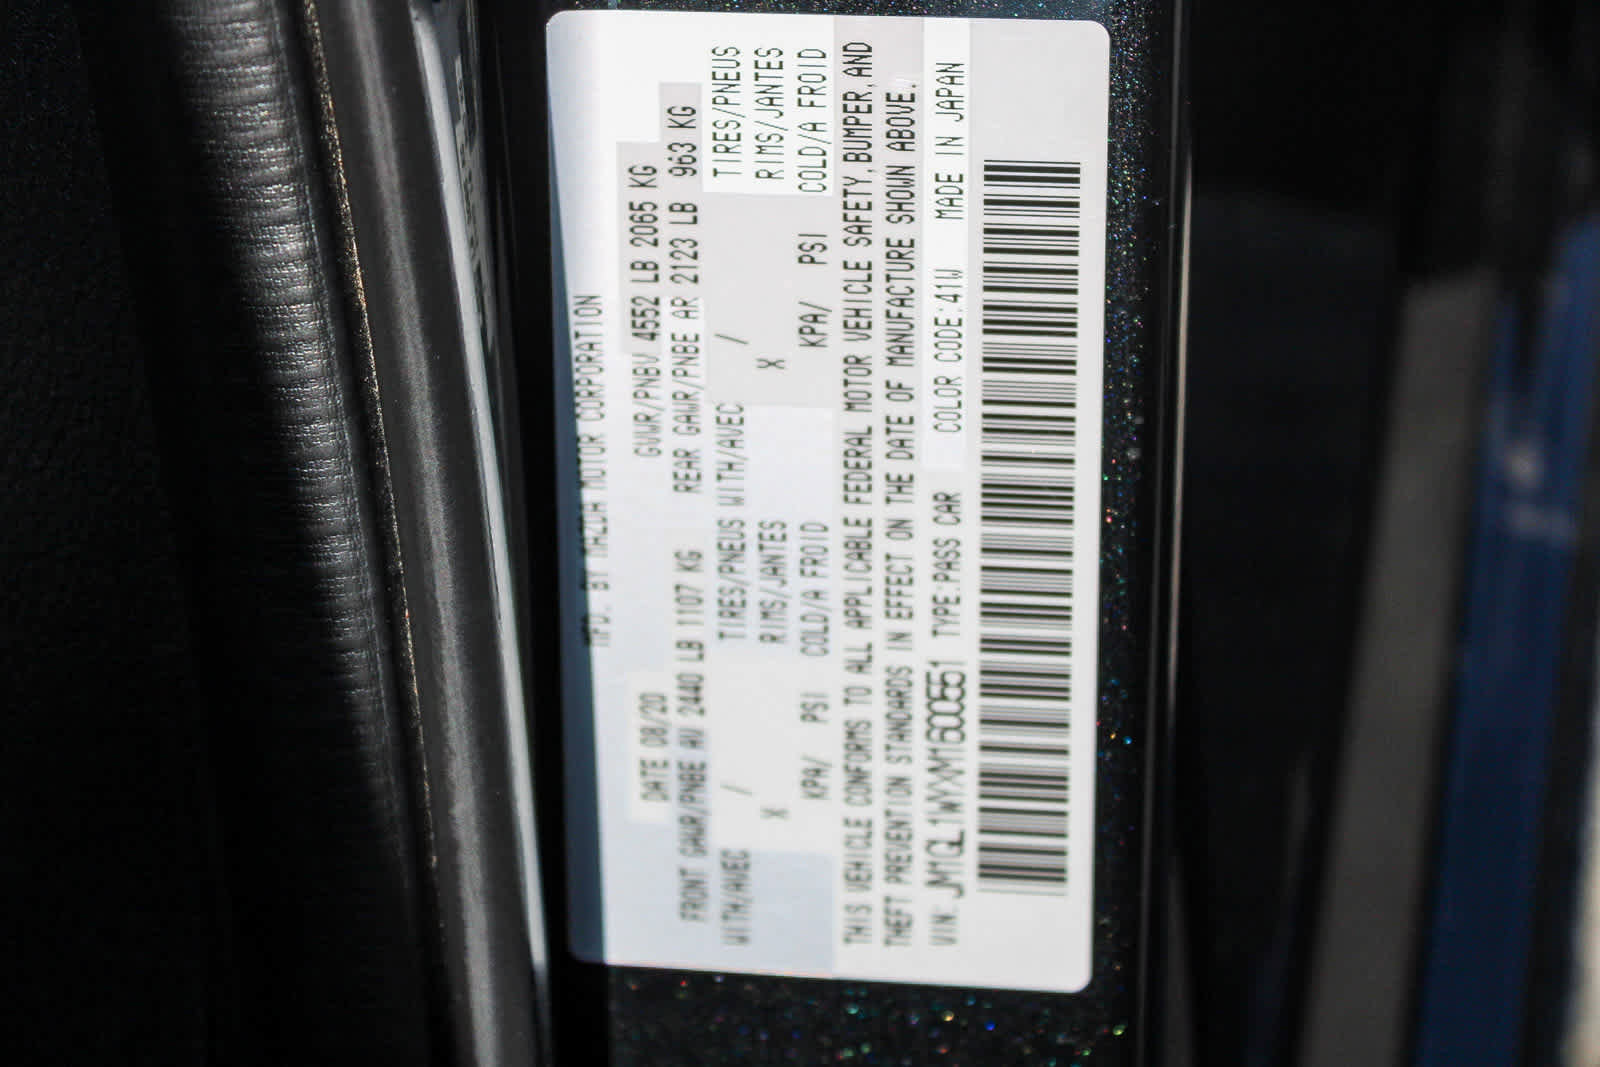 MFD. BY MAZDA MOTOR CORPORATION
DATE 08/20 GVWR/PNBV 4552 LB 2065 KG
FRONT GAWR/PNBE AV 2440 LB 1107 KG REAR GAWR/PNBE AR 2123 LB 963 KG
WITH/AVEC / TIRES/PNEUS WITH/AVEC / TIRES/PNEUS
X RIMS/JANTES X RIMS/JANTES
KPA/ PSI COLD/A FROID KPA/ PSI COLD/A FROID
THIS VEHICLE CONFORMS TO ALL APPLICABLE FEDERAL MOTOR VEHICLE SAFETY, BUMPER, AND
THEFT PREVENTION STANDARDS IN EFFECT ON THE DATE OF MANUFACTURE SHOWN ABOVE.
VIN: JM1GL1WYXM1600551 TYPE:PASS CAR COLOR CODE:41W MADE IN JAPAN